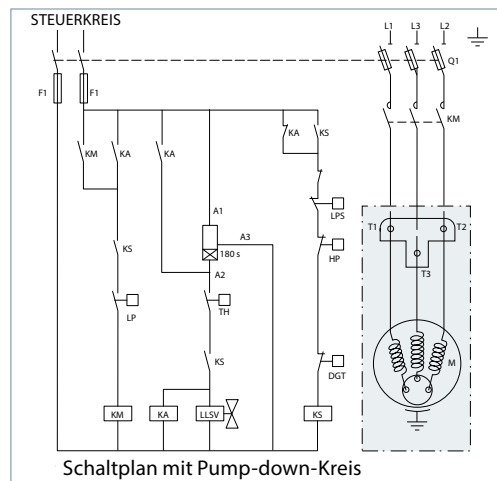 STEUERKREIS
L1 L3 L2
F1 F1 Q1
KM KA KA KA KS KM
A1
LPS
A3
T1 T2
KS 180 s HP
A2 T3
LP TH
KS M
DGT
KM KA LLSV KS
Schaltplan mit Pump-down-Kreis